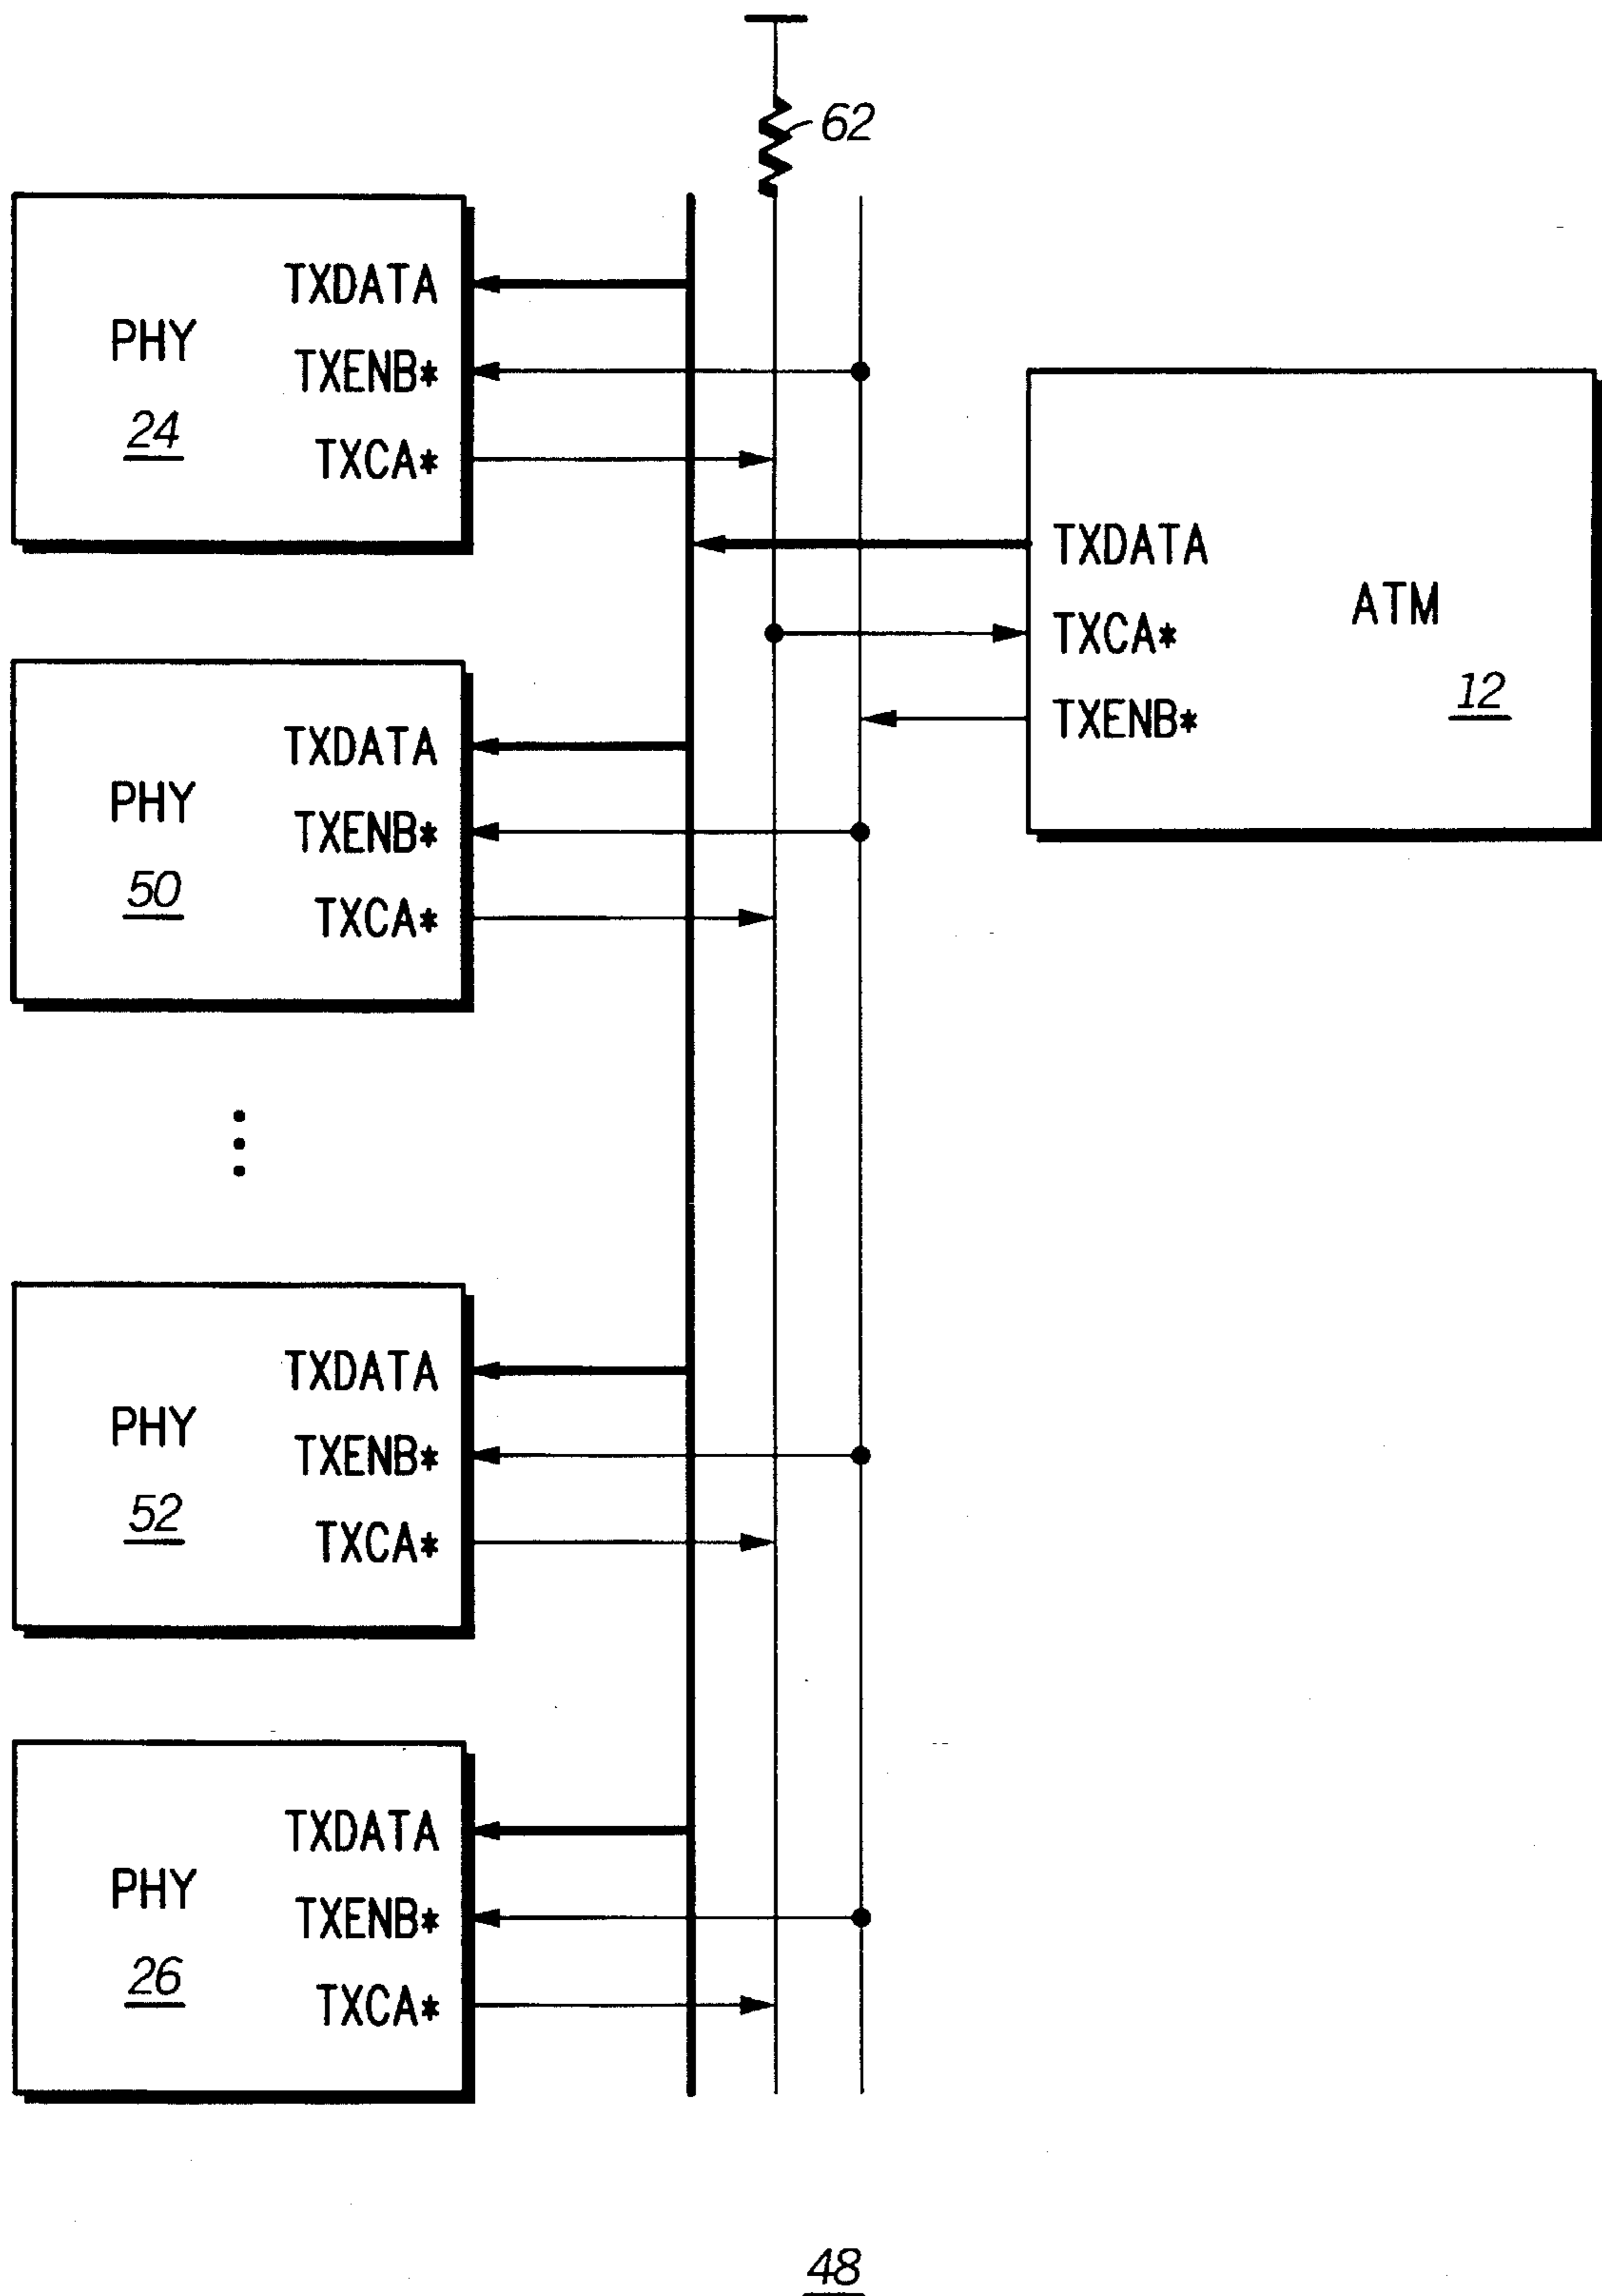 62
TXDATA
PHY
TXENB*
24
TXCA*
TXDATA
ATM
TXCA*
12
TXENB*
TXDATA
PHY
TXENB*
50
TXCA*
TXDATA
PHY
TXENB*
52
TXCA*
TXDATA
PHY
TXENB*
26
TXCA*
48